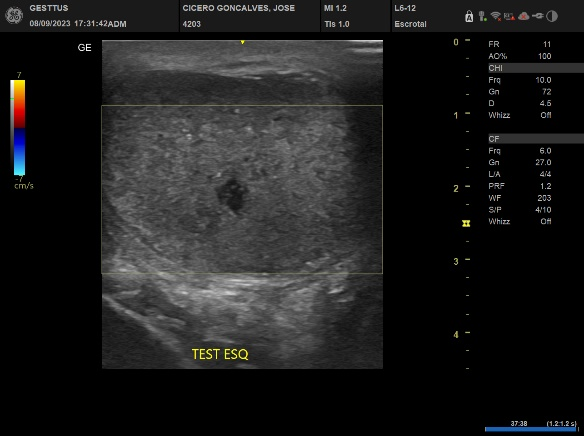 GESTTUS
08/09/2023 17:31:42ADM
CICERO GONCALVES, JOSE
4203
MI 1.2
TIs 1.0
L6-12
Escrotal
GE
7
-7
cm/s
0
1
2
3
4
FR 11
AO% 100
CHI
Frq 10.0
Gn 72
D 4.5
Whizz Off
CF
Frq 6.0
Gn 27.0
L/A 4/4
PRF 1.2
WF 203
S/P 4/10
Whizz Off
TEST ESQ
37:38 (1.2:1.2 s)